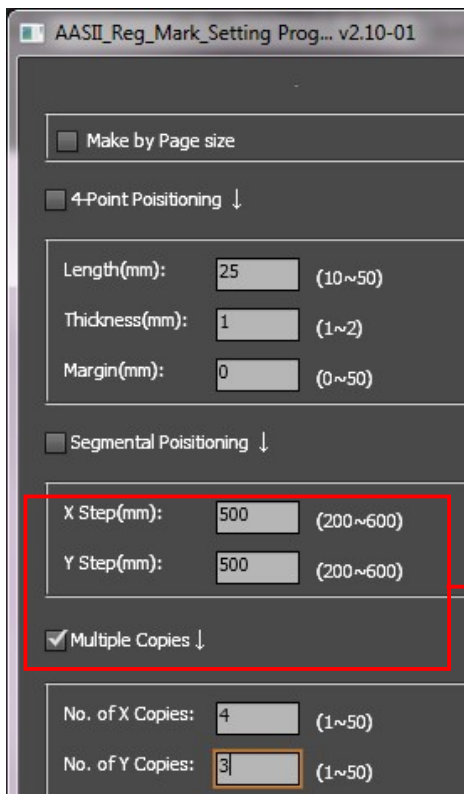 AASII_Reg_Mark_Setting Prog... v2.10-01
Make by Page size
4-Point Poisitioning ↓
Length(mm): 25 (10~50)
Thickness(mm): 1 (1~2)
Margin(mm): 0 (0~50)
Segmental Poisitioning ↓
X Step(mm): 500 (200~600)
Y Step(mm): 500 (200~600)
Multiple Copies ↓
No. of X Copies: 4 (1~50)
No. of Y Copies: 3 (1~50)